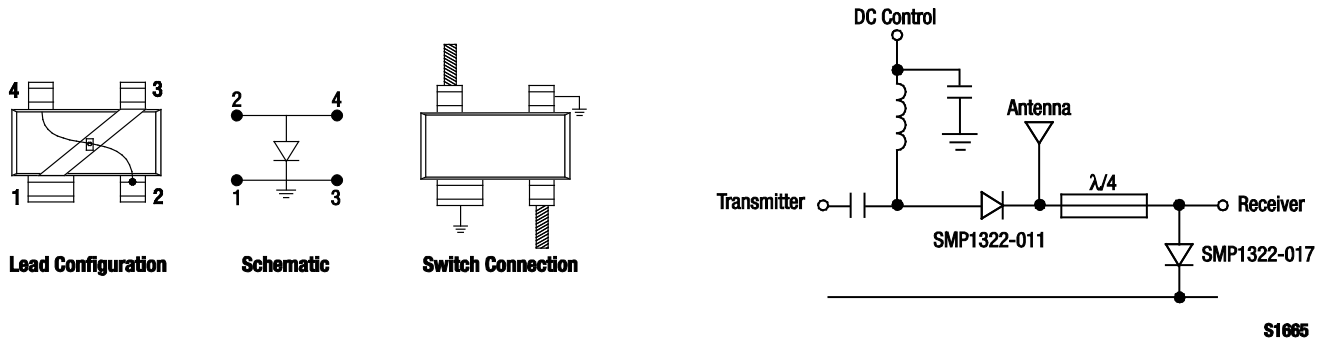 4 3
1 2
Lead Configuration
2 4
1 3
Schematic
Switch Connection
DC Control
Antenna
Transmitter
λ/4
Receiver
SMP1322-011
SMP1322-017
S1665